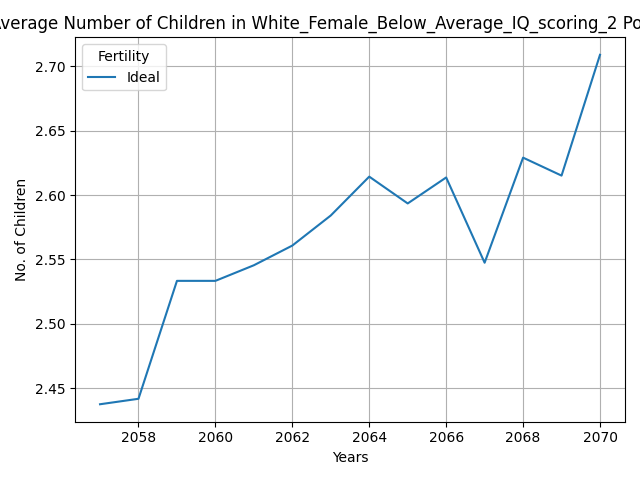 Average Number of Children in White_Female_Below_Average_IQ_scoring_2 Po
Fertility
Ideal
2.70
2.65
2.60
2.55
2.50
2.45
No. of Children
2058 2060 2062 2064 2066 2068 2070
Years